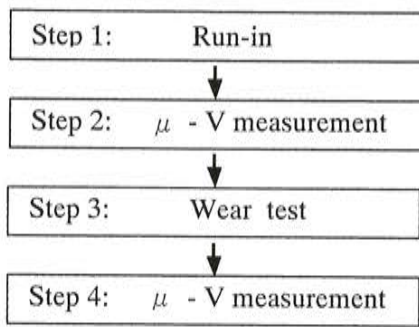 Step 1: Run-in
Step 2: μ - V measurement
Step 3: Wear test
Step 4: μ - V measurement